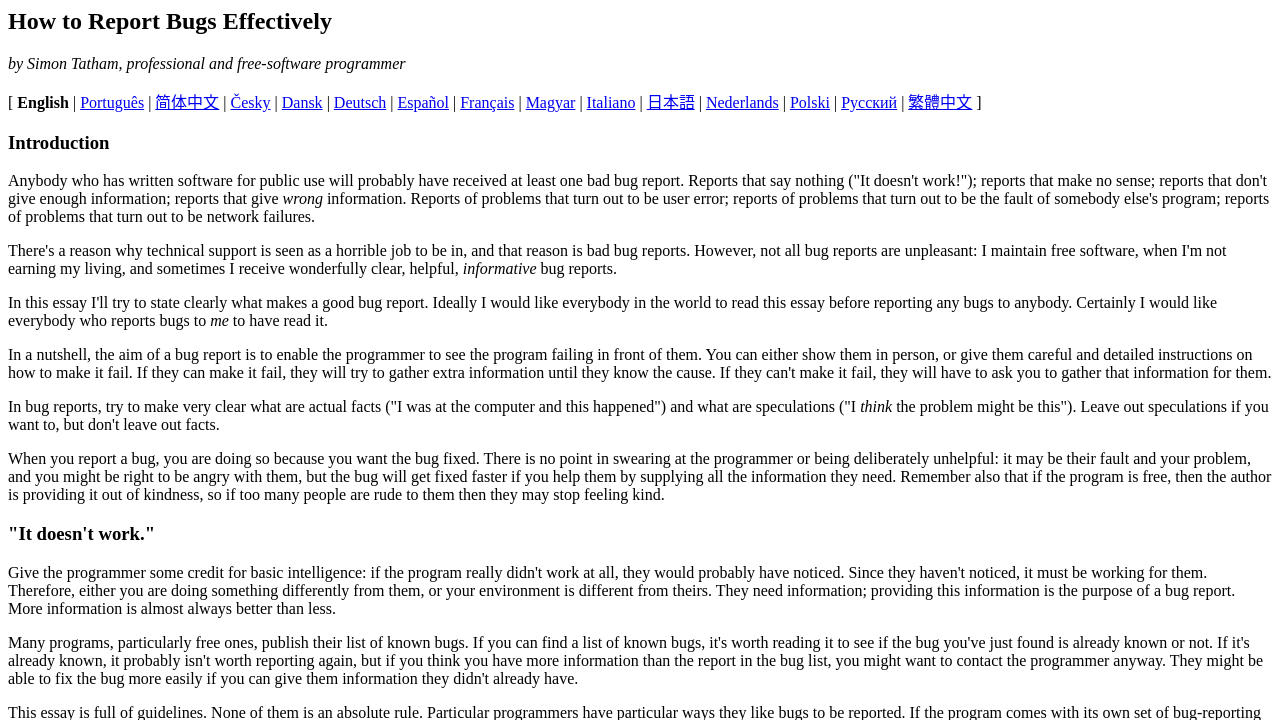 How to Report Bugs Effectively
by Simon Tatham, professional and free-software programmer
[ English | Português | 简体中文 | Česky | Dansk | Deutsch | Español | Français | Magyar | Italiano | 日本語 | Nederlands | Polski | Русский | 繁體中文 ]
Introduction
Anybody who has written software for public use will probably have received at least one bad bug report. Reports that say nothing ("It doesn't work!"); reports that make no sense; reports that don't
give enough information; reports that give wrong information. Reports of problems that turn out to be user error; reports of problems that turn out to be the fault of somebody else's program; reports
of problems that turn out to be network failures.
There's a reason why technical support is seen as a horrible job to be in, and that reason is bad bug reports. However, not all bug reports are unpleasant: I maintain free software, when I'm not
earning my living, and sometimes I receive wonderfully clear, helpful, informative bug reports.
In this essay I'll try to state clearly what makes a good bug report. Ideally I would like everybody in the world to read this essay before reporting any bugs to anybody. Certainly I would like
everybody who reports bugs to me to have read it.
In a nutshell, the aim of a bug report is to enable the programmer to see the program failing in front of them. You can either show them in person, or give them careful and detailed instructions on
how to make it fail. If they can make it fail, they will try to gather extra information until they know the cause. If they can't make it fail, they will have to ask you to gather that information for them.
In bug reports, try to make very clear what are actual facts ("I was at the computer and this happened") and what are speculations ("I think the problem might be this"). Leave out speculations if you
want to, but don't leave out facts.
When you report a bug, you are doing so because you want the bug fixed. There is no point in swearing at the programmer or being deliberately unhelpful: it may be their fault and your problem,
and you might be right to be angry with them, but the bug will get fixed faster if you help them by supplying all the information they need. Remember also that if the program is free, then the author
is providing it out of kindness, so if too many people are rude to them then they may stop feeling kind.
"It doesn't work."
Give the programmer some credit for basic intelligence: if the program really didn't work at all, they would probably have noticed. Since they haven't noticed, it must be working for them.
Therefore, either you are doing something differently from them, or your environment is different from theirs. They need information; providing this information is the purpose of a bug report.
More information is almost always better than less.
Many programs, particularly free ones, publish their list of known bugs. If you can find a list of known bugs, it's worth reading it to see if the bug you've just found is already known or not. If it's
already known, it probably isn't worth reporting again, but if you think you have more information than the report in the bug list, you might want to contact the programmer anyway. They might be
able to fix the bug more easily if you can give them information they didn't already have.
This essay is full of guidelines. None of them is an absolute rule. Particular programmers have particular ways they like bugs to be reported. If the program comes with its own set of bug-reporting